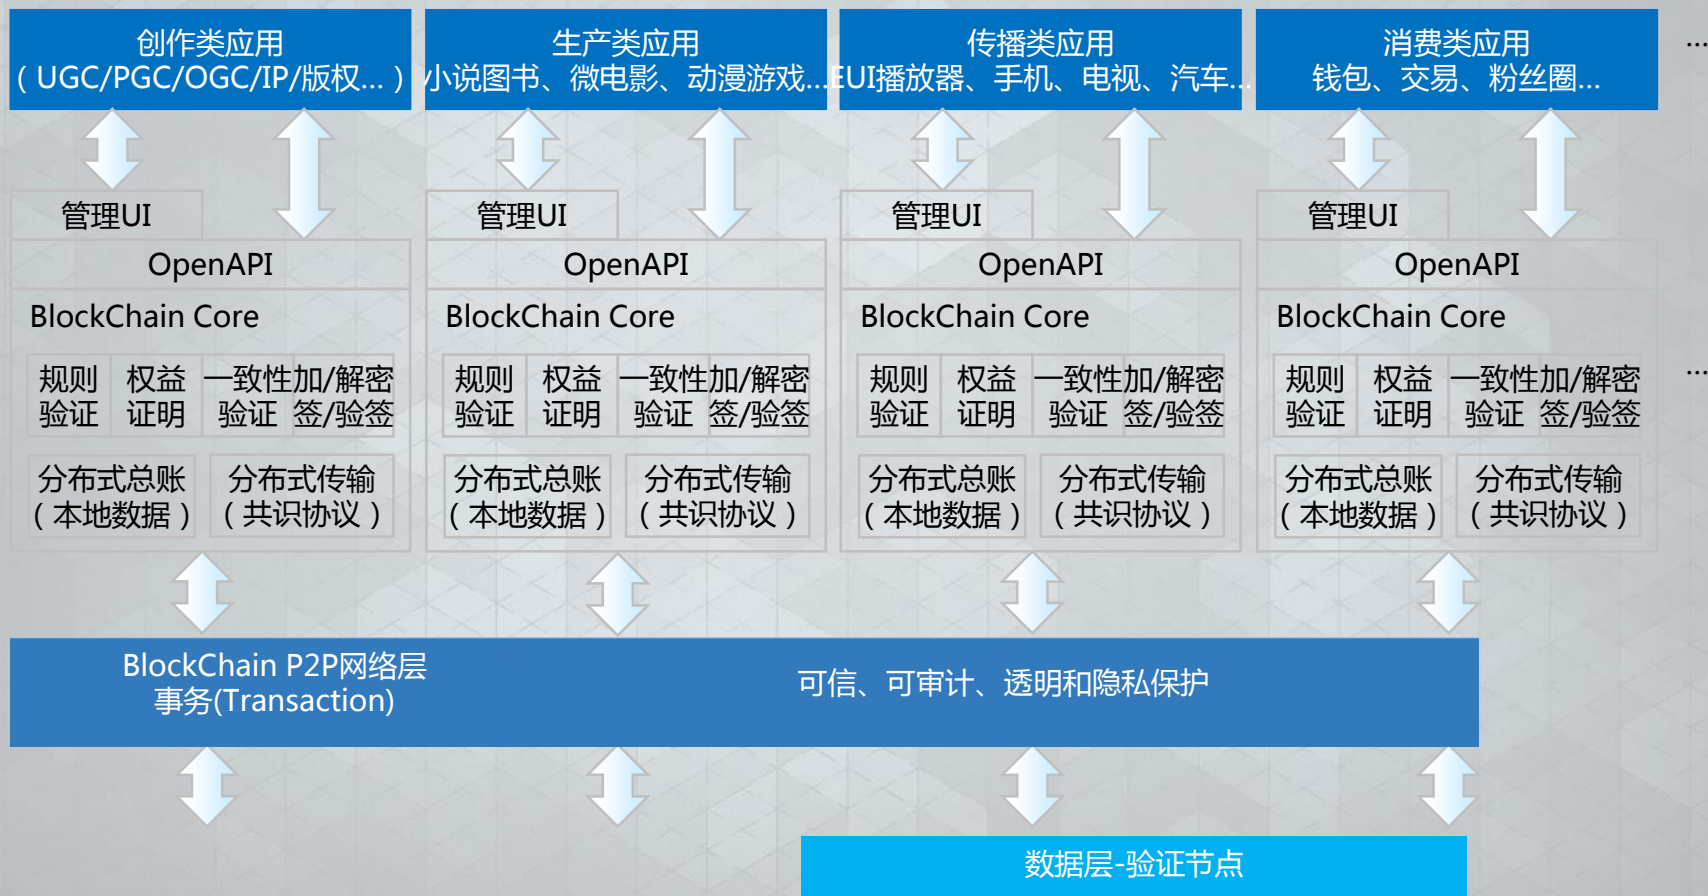 创作类应用
（UGC/PGC/OGC/IP/版权...）
生产类应用
小说图书、微电影、动漫游戏...
传播类应用
EUI播放器、手机、电视、汽车...
消费类应用
钱包、交易、粉丝圈...
...
管理UI
OpenAPI
BlockChain Core
规则
验证
权益
证明
一致性
验证
加/解密
签/验签
分布式总账
（本地数据）
分布式传输
（共识协议）
管理UI
OpenAPI
BlockChain Core
规则
验证
权益
证明
一致性
验证
加/解密
签/验签
分布式总账
（本地数据）
分布式传输
（共识协议）
管理UI
OpenAPI
BlockChain Core
规则
验证
权益
证明
一致性
验证
加/解密
签/验签
分布式总账
（本地数据）
分布式传输
（共识协议）
管理UI
OpenAPI
BlockChain Core
规则
验证
权益
证明
一致性
验证
加/解密
签/验签
分布式总账
（本地数据）
分布式传输
（共识协议）
...
BlockChain P2P网络层
事务(Transaction)
可信、可审计、透明和隐私保护
数据层-验证节点